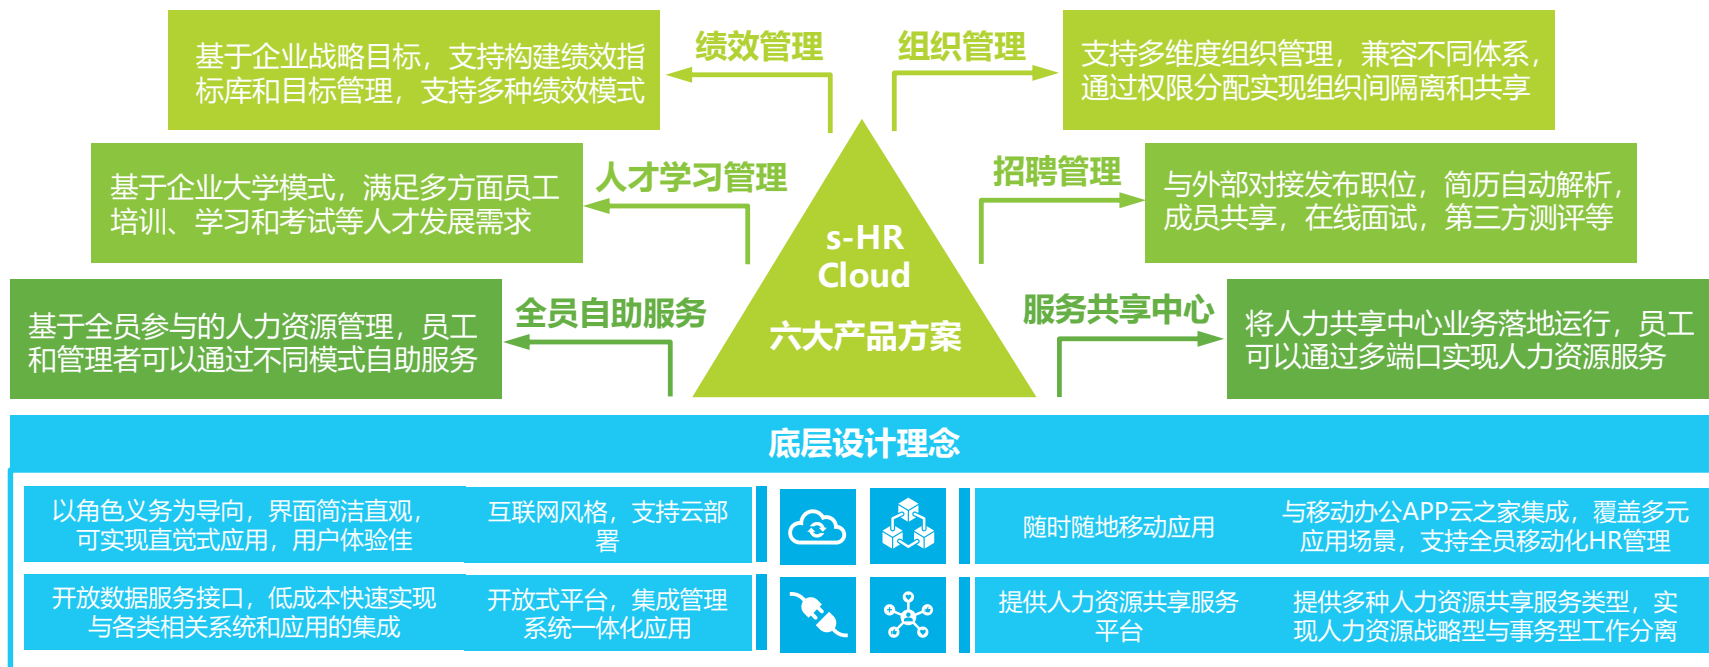 绩效管理
组织管理
基于企业战略目标，支持构建绩效指
标库和目标管理，支持多种绩效模式
支持多维度组织管理，兼容不同体系，
通过权限分配实现组织间隔离和共享
人才学习管理
招聘管理
基于企业大学模式，满足多方面员工
培训、学习和考试等人才发展需求
与外部对接发布职位，简历自动解析，
成员共享，在线面试，第三方测评等
s-HR
Cloud
六大产品方案
全员自助服务
服务共享中心
基于全员参与的人力资源管理，员工
和管理者可以通过不同模式自助服务
将人力共享中心业务落地运行，员工
可以通过多端口实现人力资源服务
底层设计理念
以角色义务为导向，界面简洁直观，
可实现直觉式应用，用户体验佳
互联网风格，支持云部
署
随时随地移动应用
与移动办公APP云之家集成，覆盖多元
应用场景，支持全员移动化HR管理
开放数据服务接口，低成本快速实现
与各类相关系统和应用的集成
开放式平台，集成管理
系统一体化应用
提供人力资源共享服务
平台
提供多种人力资源共享服务类型，实
现人力资源战略型与事务型工作分离